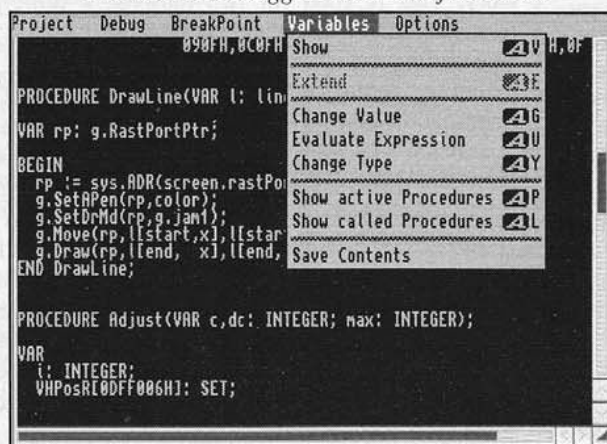 Project Debug BreakPoint Variables Options
090FH,0C0FH
H,0F
Show A V
Extend A E
Change Value A G
Evaluate Expression A U
Change Type A Y
Show active Procedures A P
Show called Procedures A L
Save Contents
PROCEDURE DrawLine(VAR l: lin
VAR rp: g.RastPortPtr;
BEGIN
rp := sys.ADR(screen.rastPo
g.SetAPen(rp,color);
g.SetDrMd(rp,g.jam1);
g.Move(rp,l[start,x],l[star
g.Draw(rp,l[end, x],l[end,
END DrawLine;
PROCEDURE Adjust(VAR c,dc: INTEGER; max: INTEGER);
VAR
i: INTEGER;
VHPosR[0DFF006H]: SET;